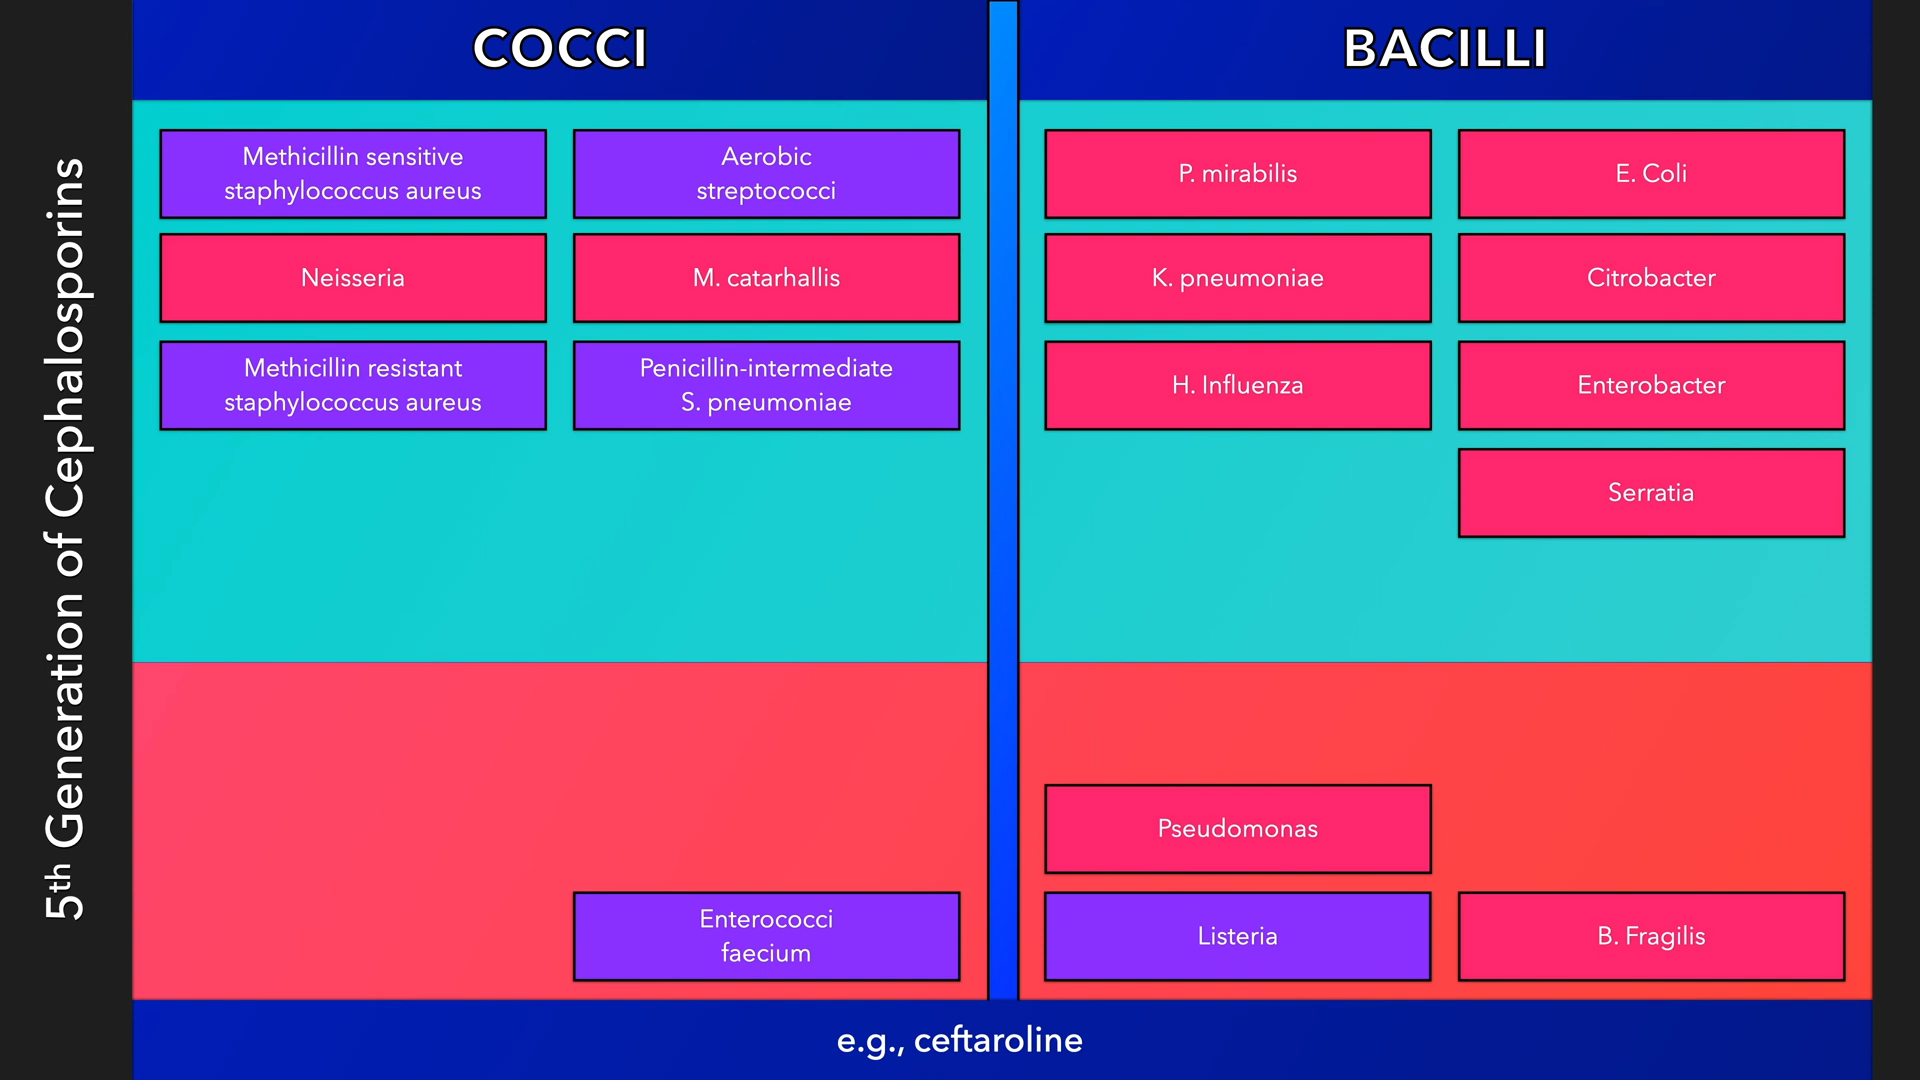 5th Generation of Cephalosporins
COCCI
Methicillin sensitive
staphylococcus aureus
Aerobic
streptococci
Neisseria
M. catarhallis
Methicillin resistant
staphylococcus aureus
Penicillin-intermediate
S. pneumoniae
Enterococci
faecium
BACILLI
P. mirabilis
E. Coli
K. pneumoniae
Citrobacter
H. Influenza
Enterobacter
Serratia
Pseudomonas
Listeria
B. Fragilis
e.g., ceftaroline